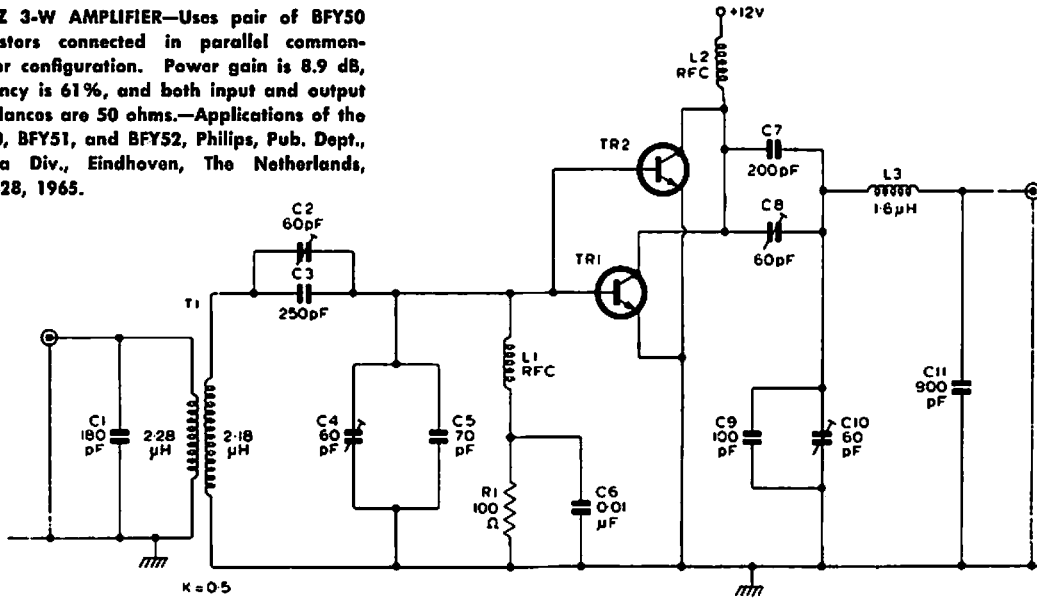 Z 3-W AMPLIFIER—Uses pair of BFY50
stors connected in parallel common-
r configuration. Power gain is 8.9 dB,
ncy is 61%, and both input and output
dances are 50 ohms.—Applications of the
), BFY51, and BFY52, Philips, Pub. Dept.,
a Div., Eindhoven, The Netherlands,
28, 1965.
+12V
L2
RFC
TR2
C7
200pF
L3
1·6µH
C8
60pF
C2
60pF
C3
250pF
TR1
T1
L1
RFC
C1
180
pF
2·28
µH
2·18
µH
C4
60
pF
C5
70
pF
R1
100
Ω
C6
0·01
µF
C9
100
pF
C10
60
pF
C11
900
pF
K = 0·5